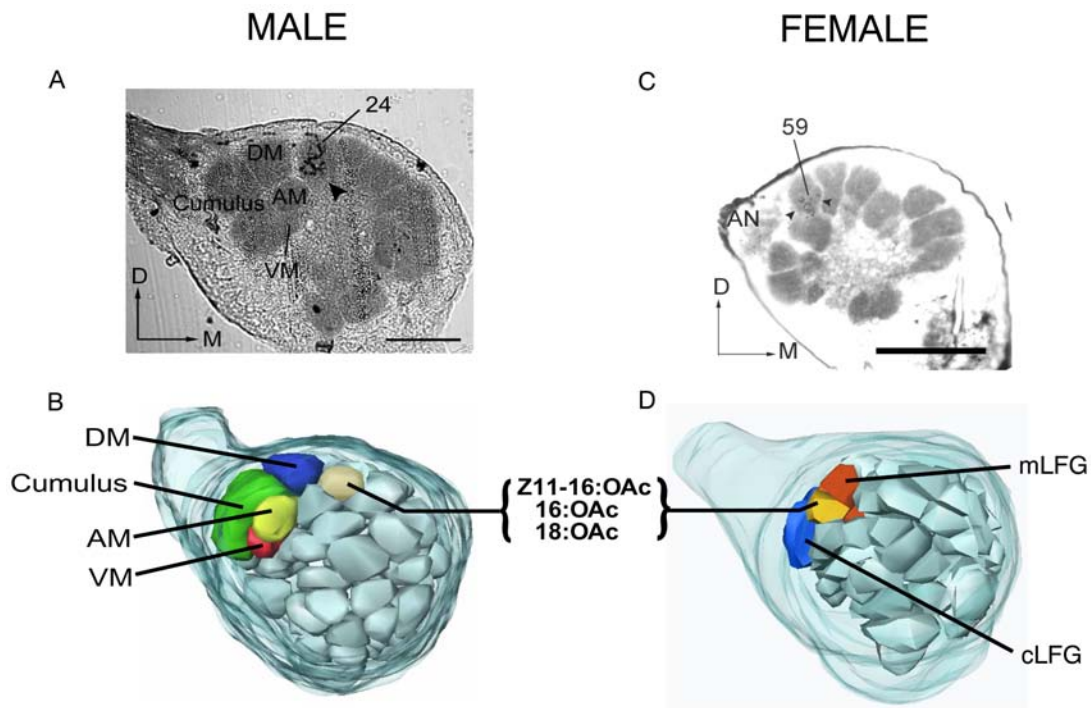 MALE
FEMALE
A
24
DM
Cumulus
AM
VM
D
M
C
59
AN
D
M
B
DM
Cumulus
AM
VM
Z11-16:OAc
16:OAc
18:OAc
D
mLFG
cLFG